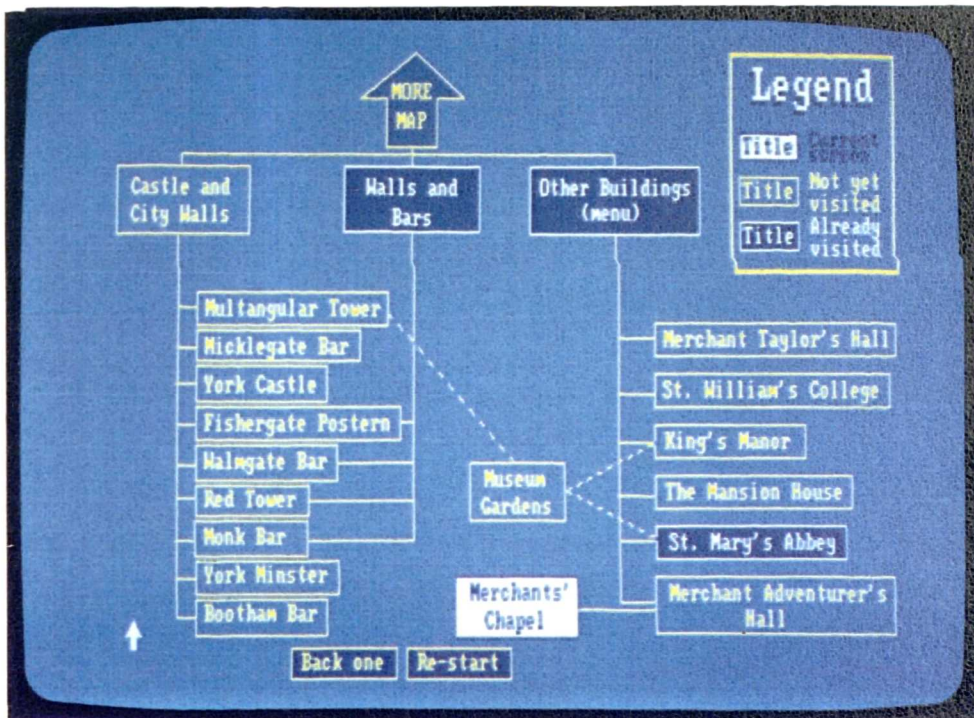 MORE
MAP
Legend
Title Current
screen
Title Not yet
visited
Title Already
visited
Castle and
City Walls
Walls and
Bars
Other Buildings
(menu)
Multangular Tower
Micklegate Bar
York Castle
Fishergate Postern
Walmgate Bar
Red Tower
Monk Bar
York Minster
Bootham Bar
Museum
Gardens
Merchants'
Chapel
Merchant Taylor's Hall
St. William's College
King's Manor
The Mansion House
St. Mary's Abbey
Merchant Adventurer's
Hall
Back one
Re-start